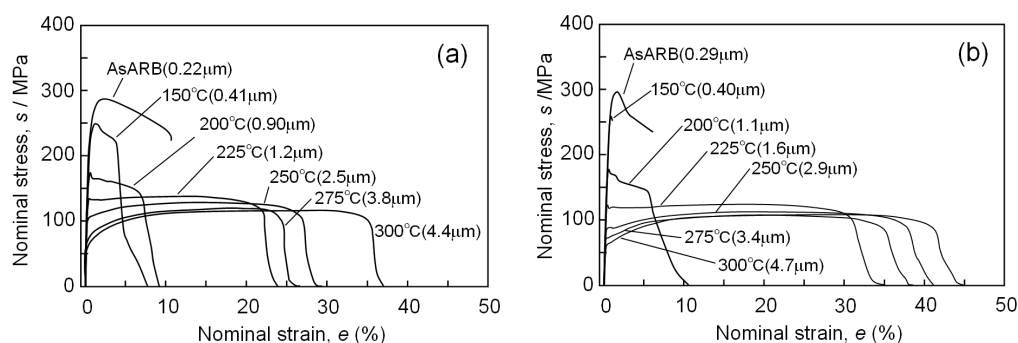 400
300
200
100
0
Nominal stress, s / MPa
(a)
AsARB(0.22μm)
150°C(0.41μm)
200°C(0.90μm)
225°C(1.2μm)
250°C(2.5μm)
275°C(3.8μm)
300°C(4.4μm)
0 10 20 30 40 50
Nominal strain, e (%)
400
300
200
100
0
Nominal stress, s /MPa
(b)
AsARB(0.29μm)
150°C(0.40μm)
200°C(1.1μm)
225°C(1.6μm)
250°C(2.9μm)
275°C(3.4μm)
300°C(4.7μm)
0 10 20 30 40 50
Nominal strain, e (%)